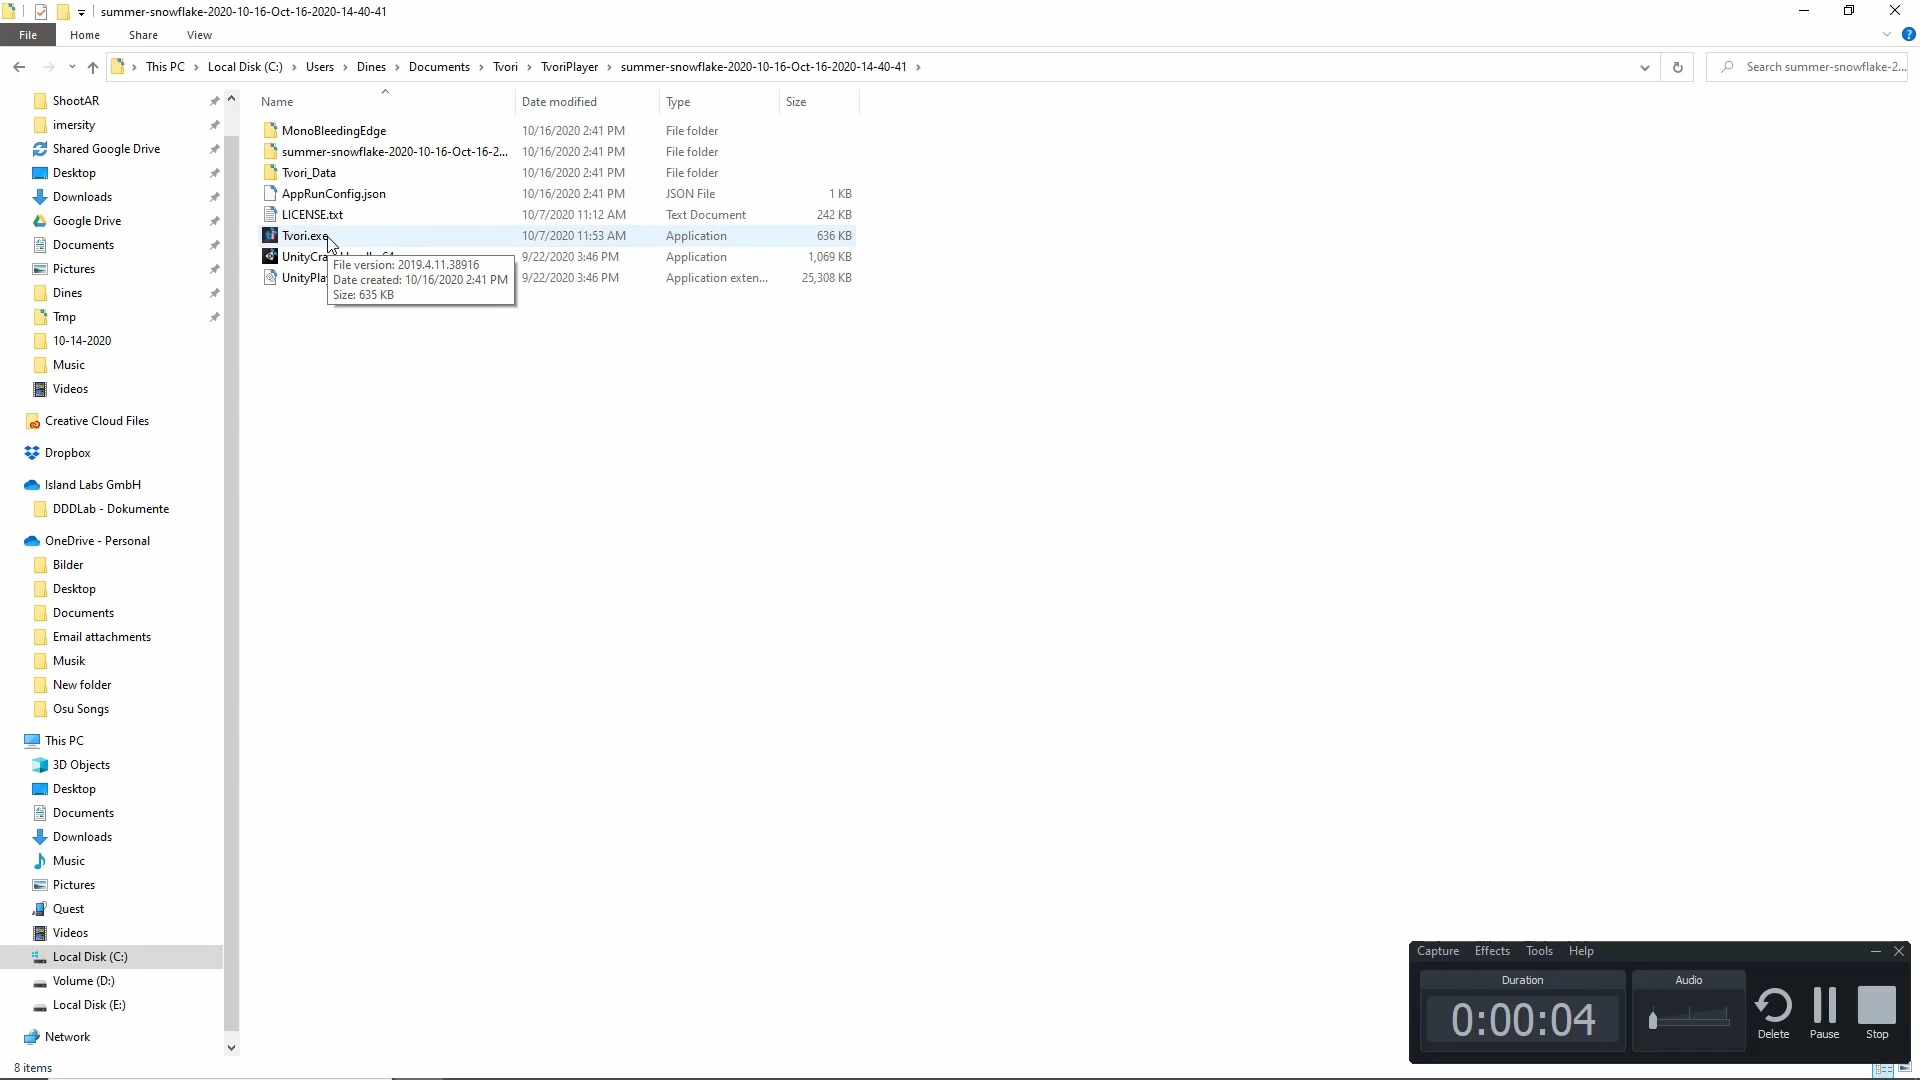 summer-snowflake-2020-10-16-Oct-16-2020-14-40-41
File Home Share View
This PC Local Disk (C:) Users Dines Documents Tvori TvoriPlayer summer-snowflake-2020-10-16-Oct-16-2020-14-40-41
Search summer-snowflake-2...
ShootAR
imersity
Shared Google Drive
Desktop
Downloads
Google Drive
Documents
Pictures
Dines
Tmp
10-14-2020
Music
Videos
Creative Cloud Files
Dropbox
Island Labs GmbH
DDDLab - Dokumente
OneDrive - Personal
Bilder
Desktop
Documents
Email attachments
Musik
New folder
Osu Songs
This PC
3D Objects
Desktop
Documents
Downloads
Music
Pictures
Quest
Videos
Local Disk (C:)
Volume (D:)
Local Disk (E:)
Network
8 items
Name Date modified Type Size
MonoBleedingEdge 10/16/2020 2:41 PM File folder
summer-snowflake-2020-10-16-Oct-16-2... 10/16/2020 2:41 PM File folder
Tvori_Data 10/16/2020 2:41 PM File folder
AppRunConfig.json 10/16/2020 2:41 PM JSON File 1 KB
LICENSE.txt 10/7/2020 11:12 AM Text Document 242 KB
Tvori.exe 10/7/2020 11:53 AM Application 636 KB
9/22/2020 3:46 PM Application 1,069 KB
9/22/2020 3:46 PM Application exten... 25,308 KB
File version: 2019.4.11.38916
Date created: 10/16/2020 2:41 PM
Size: 635 KB
Capture Effects Tools Help
Duration
0:00:04
Audio
Delete Pause Stop